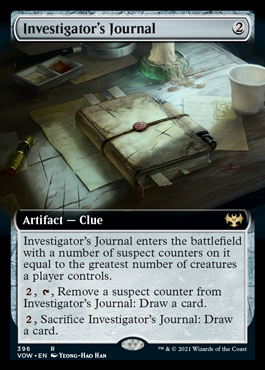 Investigator's Journal 2
Artifact — Clue
Investigator's Journal enters the battlefield
with a number of suspect counters on it
equal to the greatest number of creatures
a player controls.
2, T, Remove a suspect counter from
Investigator's Journal: Draw a card.
2, Sacrifice Investigator's Journal: Draw
a card.
396 R
VOW • EN Yeong-Hao Han ™ & © 2021 Wizards of the Coast